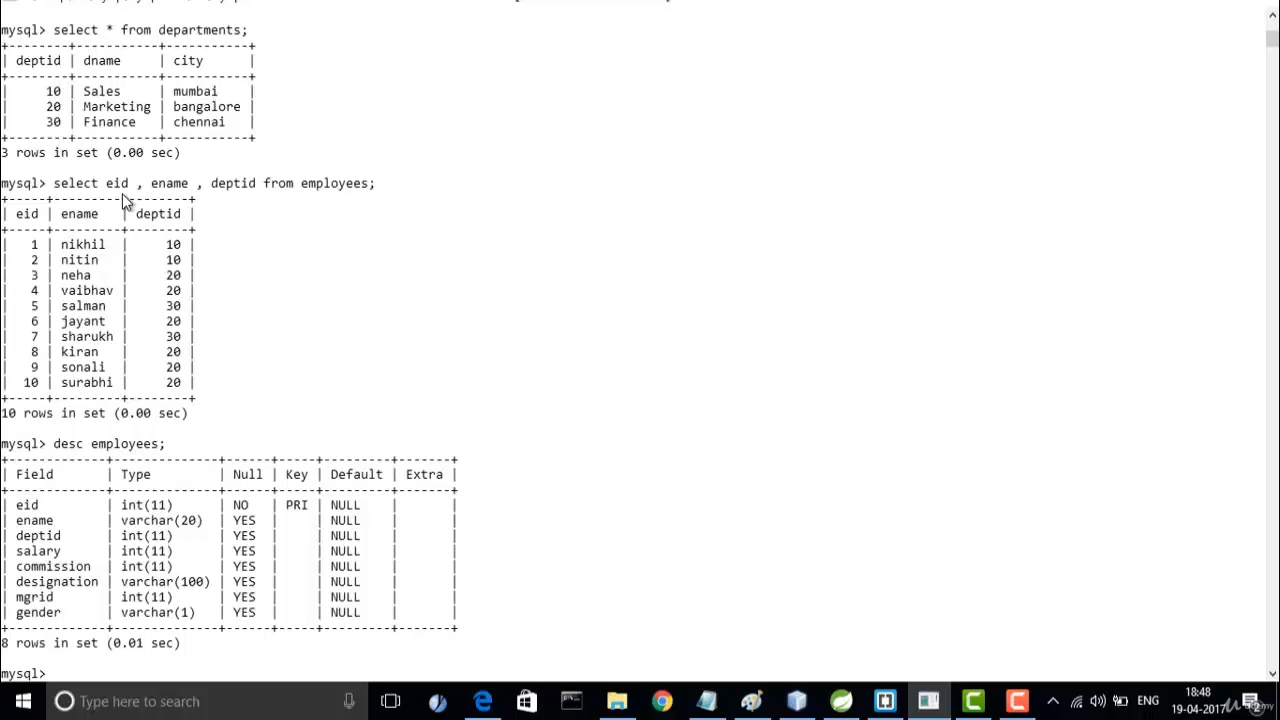 mysql> select * from departments;
+--------+-----------+-----------+
| deptid | dname     | city      |
+--------+-----------+-----------+
|     10 | Sales     | mumbai    |
|     20 | Marketing | bangalore |
|     30 | Finance   | chennai   |
+--------+-----------+-----------+
3 rows in set (0.00 sec)
mysql> select eid , ename , deptid from employees;
+-----+---------+--------+
| eid | ename   | deptid |
+-----+---------+--------+
|   1 | nikhil  |     10 |
|   2 | nitin   |     10 |
|   3 | neha    |     20 |
|   4 | vaibhav |     20 |
|   5 | salman  |     30 |
|   6 | jayant  |     20 |
|   7 | sharukh |     30 |
|   8 | kiran   |     20 |
|   9 | sonali  |     20 |
|  10 | surabhi |     20 |
+-----+---------+--------+
10 rows in set (0.00 sec)
mysql> desc employees;
+-------------+--------------+------+-----+---------+-------+
| Field       | Type         | Null | Key | Default | Extra |
+-------------+--------------+------+-----+---------+-------+
| eid         | int(11)      | NO   | PRI | NULL    |       |
| ename       | varchar(20)  | YES  |     | NULL    |       |
| deptid      | int(11)      | YES  |     | NULL    |       |
| salary      | int(11)      | YES  |     | NULL    |       |
| commission  | int(11)      | YES  |     | NULL    |       |
| designation | varchar(100) | YES  |     | NULL    |       |
| mgrid       | int(11)      | YES  |     | NULL    |       |
| gender      | varchar(1)   | YES  |     | NULL    |       |
+-------------+--------------+------+-----+---------+-------+
8 rows in set (0.01 sec)
mysql>
Type here to search
ENG
18:48
19-04-2017